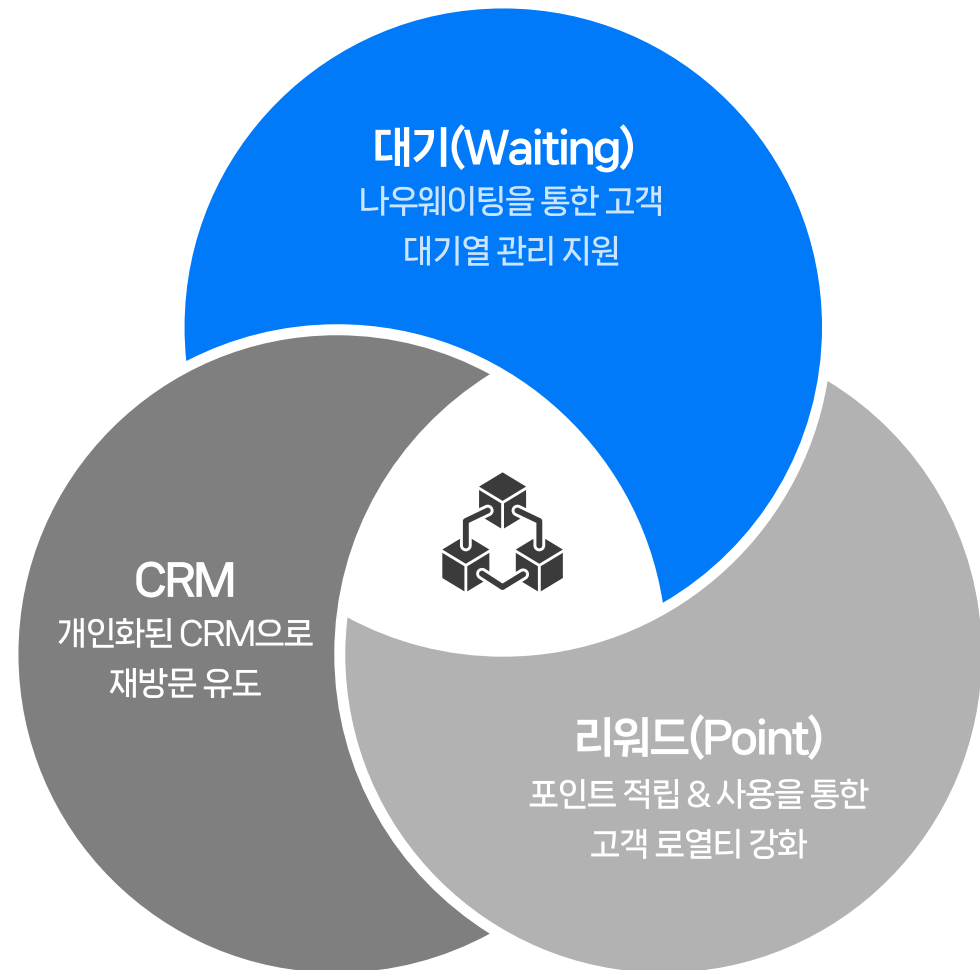 대기(Waiting)
나우웨이팅을 통한 고객
대기열 관리 지원
CRM
개인화된 CRM으로
재방문 유도
리워드(Point)
포인트 적립 & 사용을 통한
고객 로열티 강화